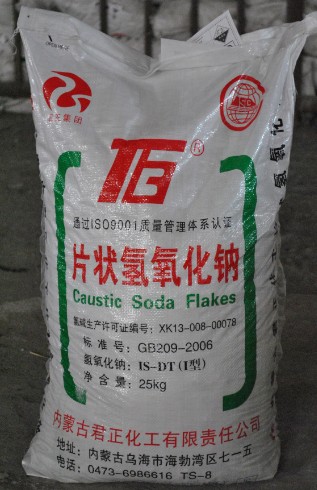 君正集团
TB®
通过ISO9001质量管理体系认证
片状氢氧化钠
Caustic Soda Flakes
氯碱生产许可证编号: XK13-008-00078
标准号: GB209-2006
氢氧化钠: IS-DT (I型)
净含量: 25kg
内蒙古君正化工有限责任公司
地址: 内蒙古乌海市海勃湾区七一五
电话: 0473-6986616 TS-8